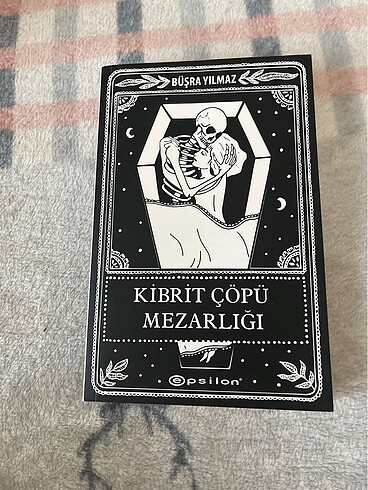 BÜŞRA YILMAZ
KİBRİT ÇÖPÜ
MEZARLIĞI
epsilon